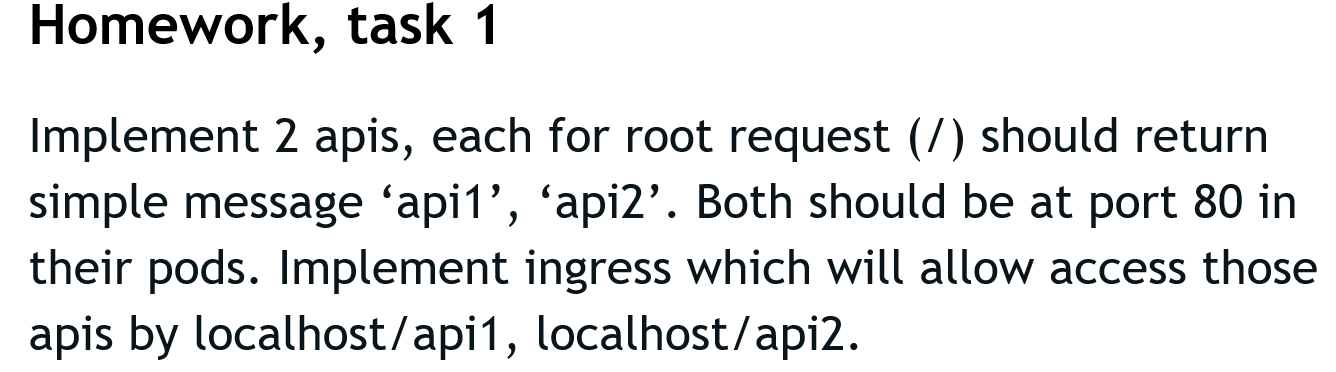 Homework, task 1
Implement 2 apis, each for root request (/) should return
simple message ‘api1’, ‘api2’. Both should be at port 80 in
their pods. Implement ingress which will allow access those
apis by localhost/api1, localhost/api2.